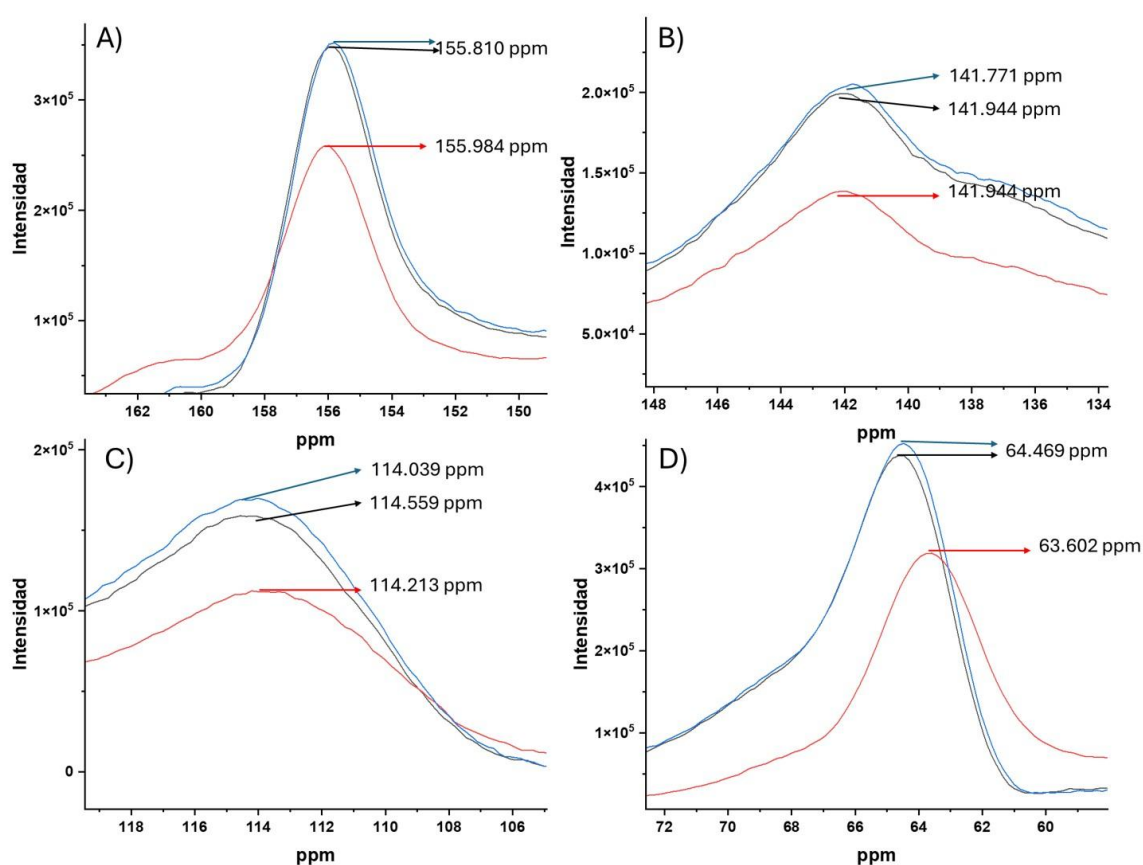 A)
155.810 ppm
155.984 ppm
3×10⁵
2×10⁵
1×10⁵
Intensidad
162 160 158 156 154 152 150
ppm
B)
141.771 ppm
141.944 ppm
141.944 ppm
2.0×10⁵
1.5×10⁵
1.0×10⁵
5.0×10⁴
Intensidad
148 146 144 142 140 138 136 134
ppm
C)
114.039 ppm
114.559 ppm
114.213 ppm
2×10⁵
1×10⁵
0
Intensidad
118 116 114 112 110 108 106
ppm
D)
64.469 ppm
63.602 ppm
4×10⁵
3×10⁵
2×10⁵
1×10⁵
Intensidad
72 70 68 66 64 62 60
ppm